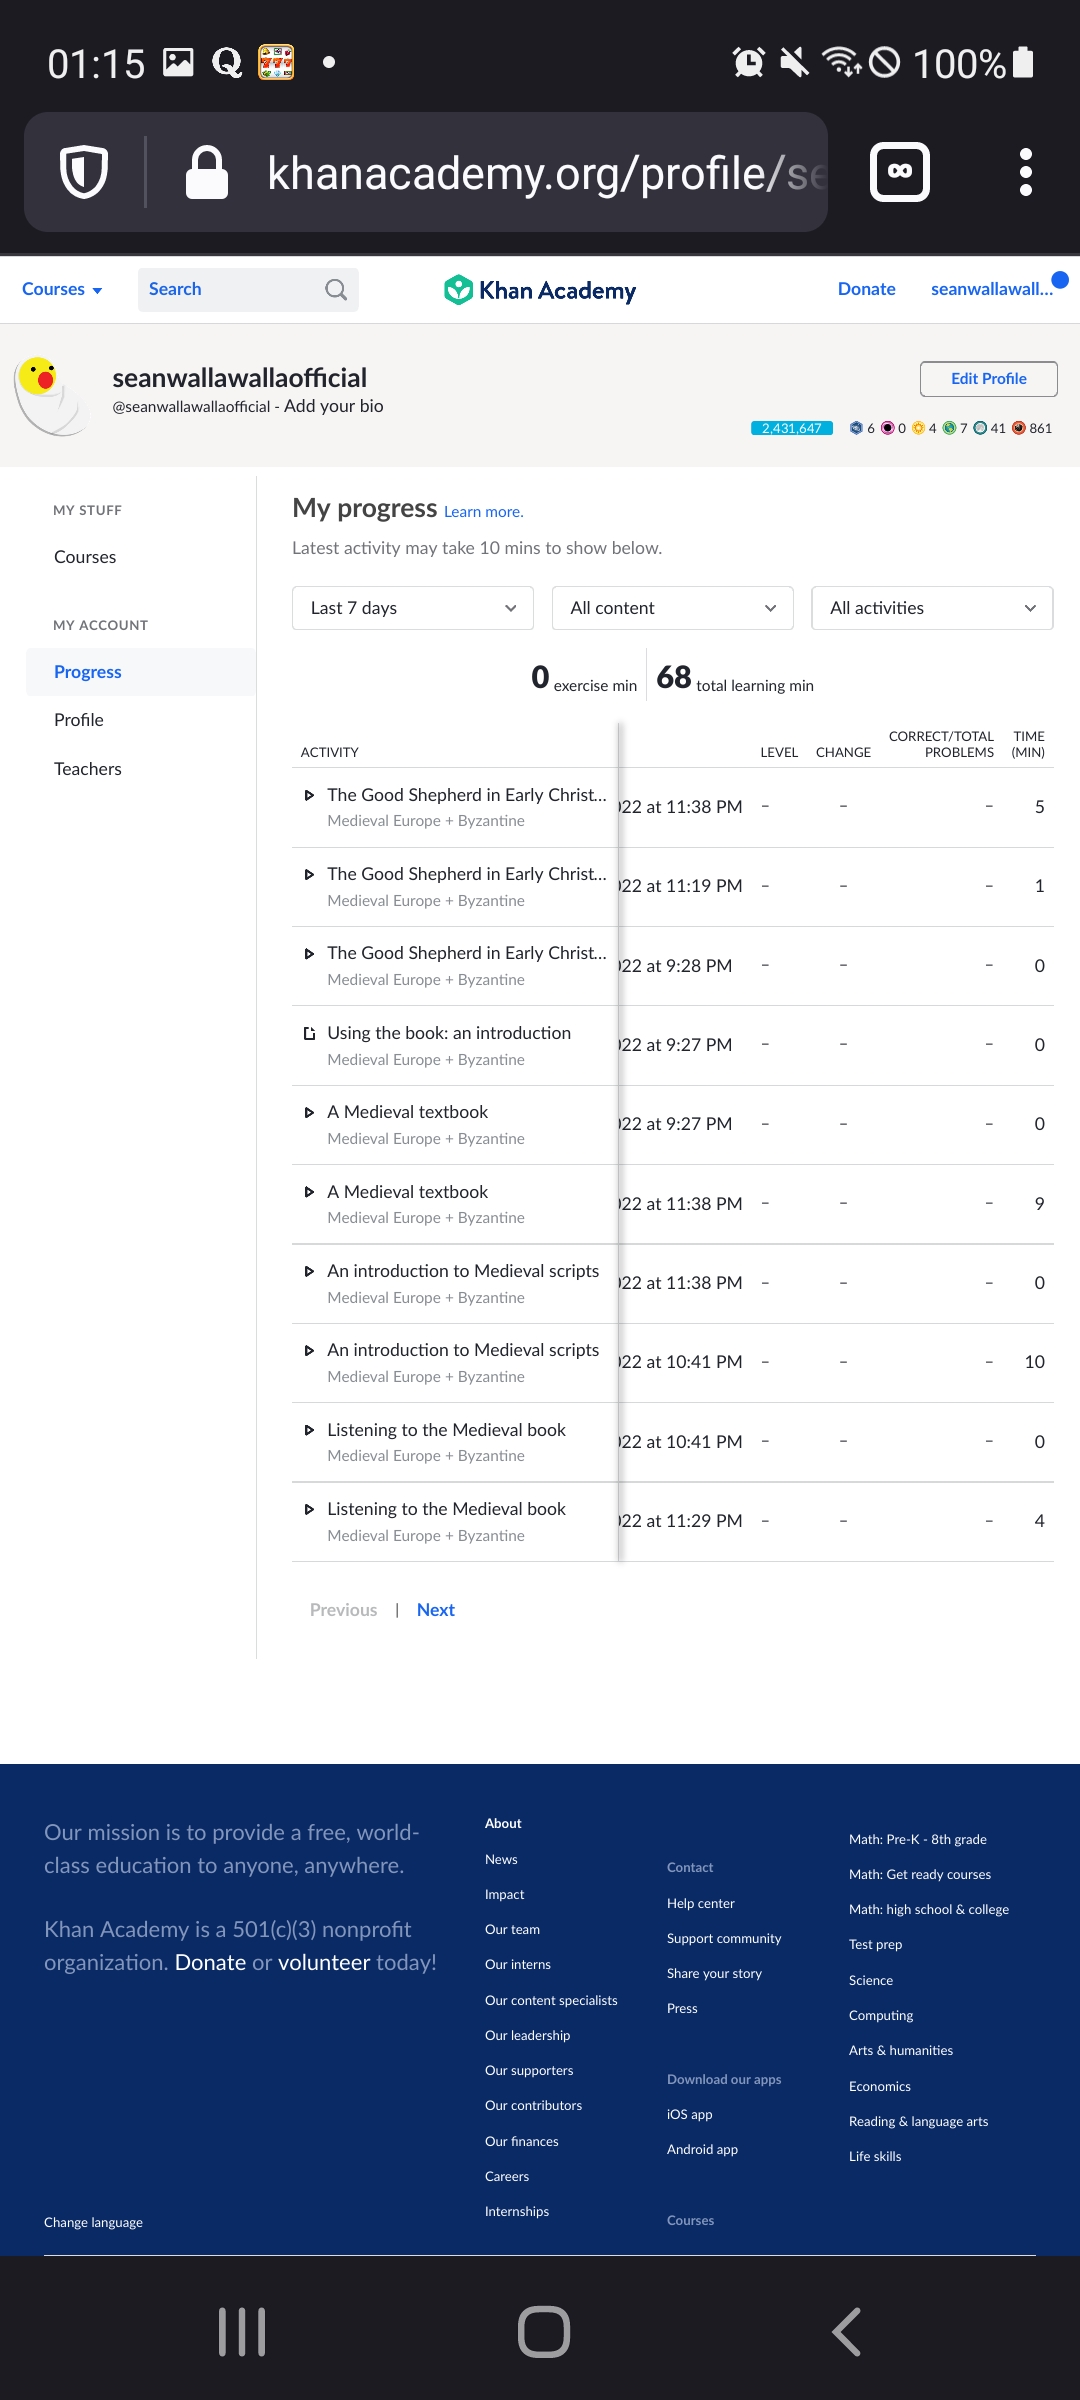 01:15
100%
khanacademy.org/profile/se
Courses
Search
Khan Academy
Donate
seanwallawall...
seanwallawallaofficial
@seanwallawallaofficial - Add your bio
Edit Profile
2,431,647 6 0 4 7 41 861
MY STUFF
Courses
MY ACCOUNT
Progress
Profile
Teachers
My progress Learn more.
Latest activity may take 10 mins to show below.
Last 7 days
All content
All activities
0 exercise min
68 total learning min
ACTIVITY LEVEL CHANGE CORRECT/TOTAL PROBLEMS TIME (MIN)
The Good Shepherd in Early Christ...
Medieval Europe + Byzantine
022 at 11:38 PM – – – 5
The Good Shepherd in Early Christ...
Medieval Europe + Byzantine
022 at 11:19 PM – – – 1
The Good Shepherd in Early Christ...
Medieval Europe + Byzantine
022 at 9:28 PM – – – 0
Using the book: an introduction
Medieval Europe + Byzantine
022 at 9:27 PM – – – 0
A Medieval textbook
Medieval Europe + Byzantine
022 at 9:27 PM – – – 0
A Medieval textbook
Medieval Europe + Byzantine
022 at 11:38 PM – – – 9
An introduction to Medieval scripts
Medieval Europe + Byzantine
022 at 11:38 PM – – – 0
An introduction to Medieval scripts
Medieval Europe + Byzantine
022 at 10:41 PM – – – 10
Listening to the Medieval book
Medieval Europe + Byzantine
022 at 10:41 PM – – – 0
Listening to the Medieval book
Medieval Europe + Byzantine
022 at 11:29 PM – – – 4
Previous | Next
Our mission is to provide a free, world-
class education to anyone, anywhere.
Khan Academy is a 501(c)(3) nonprofit
organization. Donate or volunteer today!
About
News
Impact
Our team
Our interns
Our content specialists
Our leadership
Our supporters
Our contributors
Our finances
Careers
Internships
Contact
Help center
Support community
Share your story
Press
Download our apps
iOS app
Android app
Courses
Math: Pre-K - 8th grade
Math: Get ready courses
Math: high school & college
Test prep
Science
Computing
Arts & humanities
Economics
Reading & language arts
Life skills
Change language